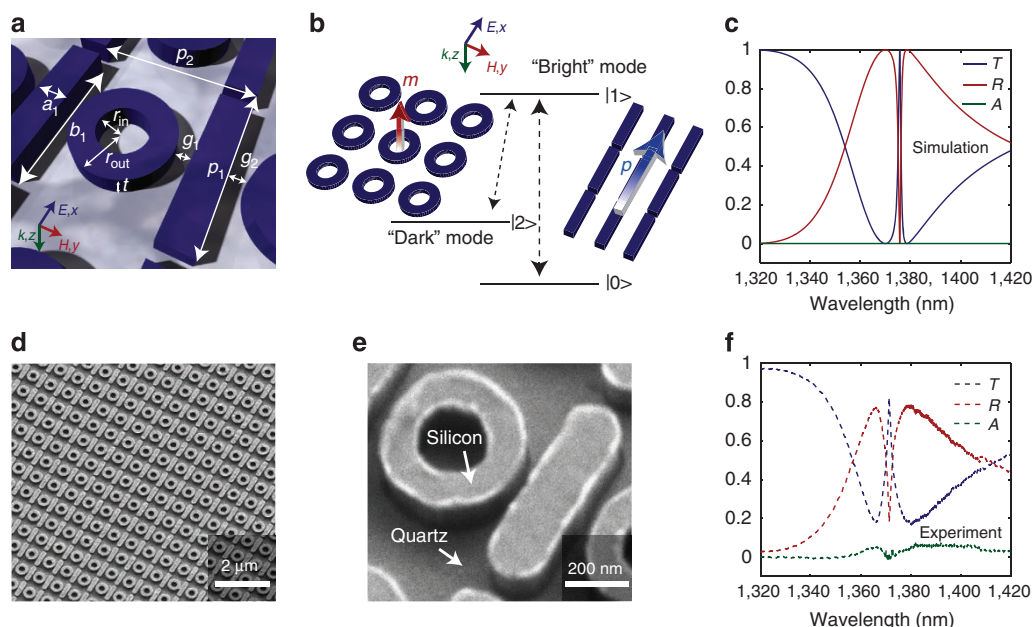 a
p2
a1
b1
rin
rout
t
g1
p1
g2
E,x
k,z
H,y
b
E,x
k,z
H,y
m
"Bright" mode
|1>
p
|2>
"Dark" mode
|0>
c
1
0.8
0.6
0.4
0.2
0
T
R
A
Simulation
1,320 1,340 1,360 1,38,0, 1400 1,420
Wavelength (nm)
d
2 μm
e
Silicon
Quartz
200 nm
f
1
0.8
0.6
0.4
0.2
0
T
R
A
Experiment
1,320 1,340 1,360 1,380 1,400 1,420
Wavelength (nm)